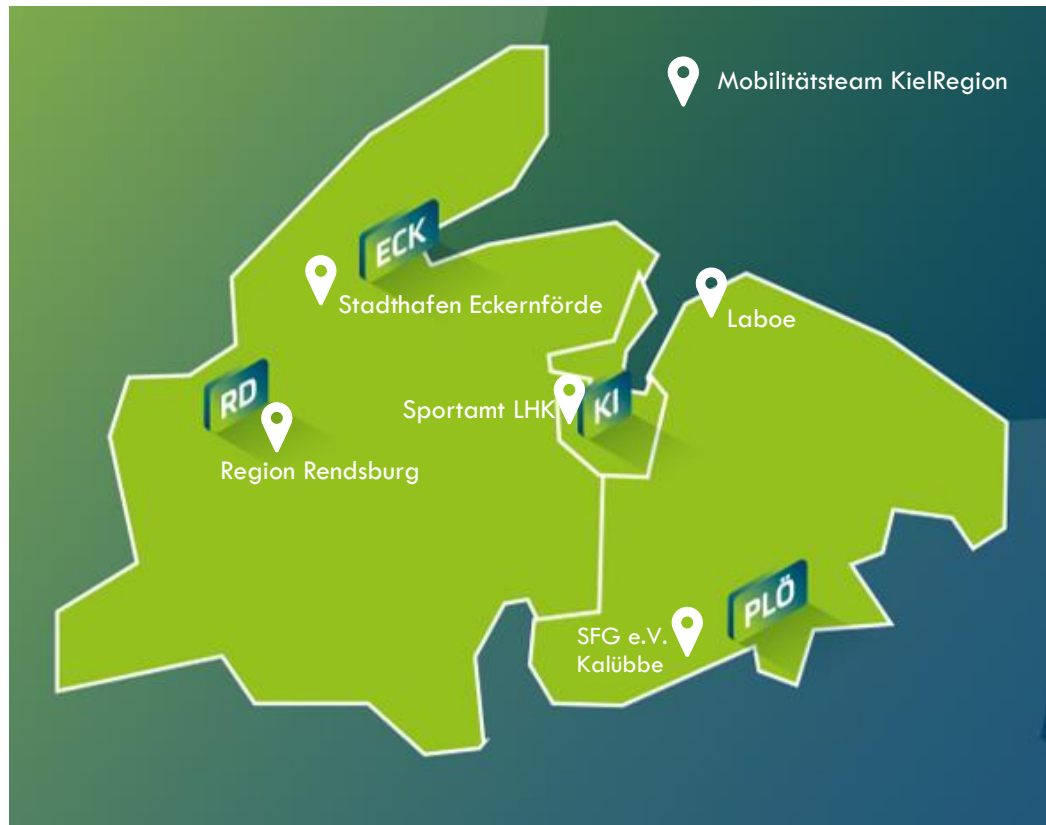 Mobilitätsteam KielRegion
ECK
Stadthafen Eckernförde
Laboe
RD
Sportamt LHK
KI
Region Rendsburg
PLÖ
SFG e.V.
Kalübbe